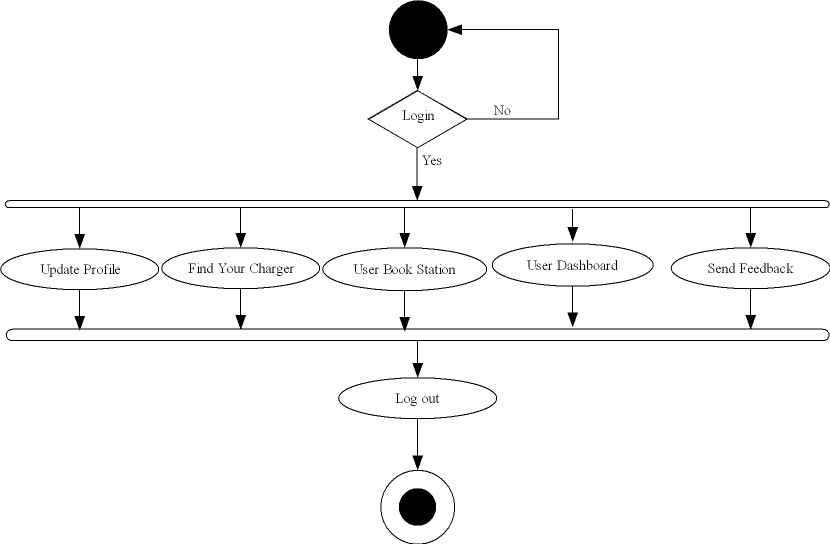 Login
No
Yes
Update Profile
Find Your Charger
User Book Station
User Dashboard
Send Feedback
Log out